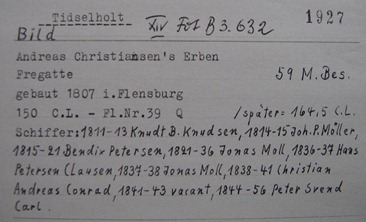 Tidselholt XIV Fot B 3.632 1927
Bild
Andreas Christiansen's Erben
Fregatte 59 M. Bes.
gebaut 1807 i.Flensburg
150 C.L. - Fl.Nr.39 Q /später= 164,5 C.L.
Schiffer:1811-13 Knudt B. Knudsen, 1814-15 Joh. P. Möller,
1815-21 Bendix Petersen, 1821-36 Jonas Moll, 1836-37 Hans
Petersen Clausen, 1837-38 Jonas Moll, 1838-41 Christian
Andreas Conrad, 1841-43 vacant, 1844-56 Peter Svend
Carl.